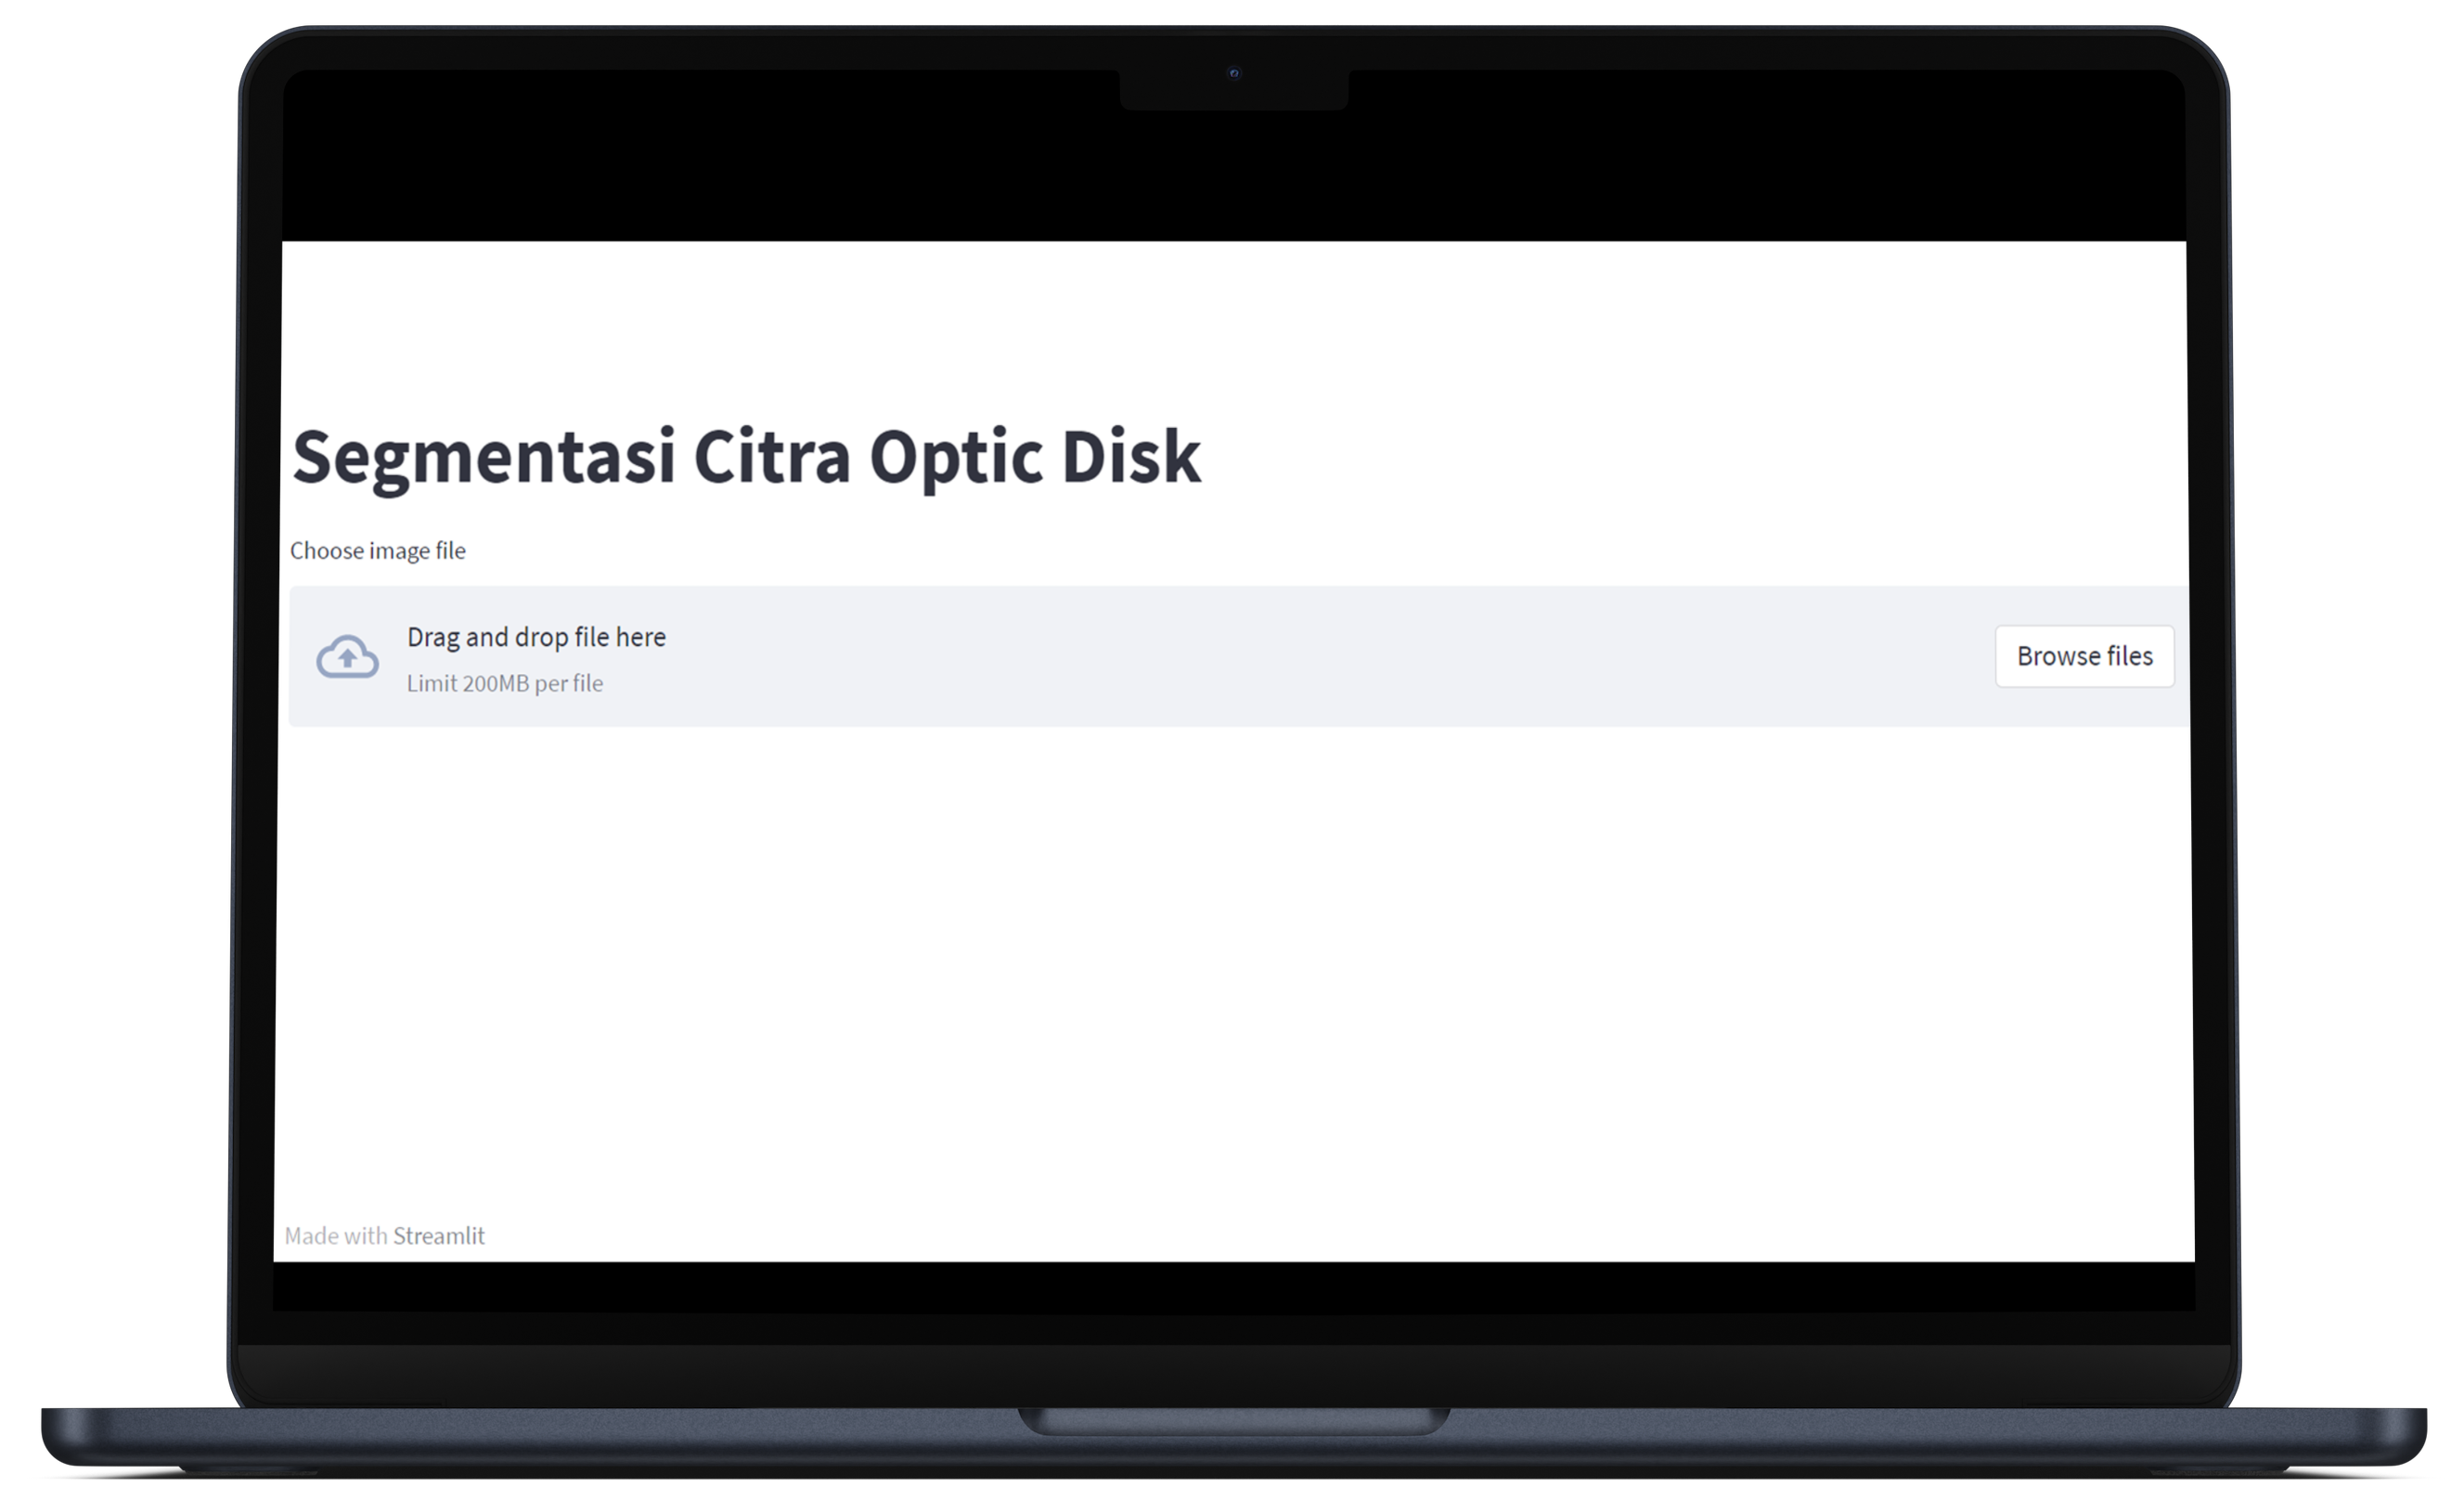 Segmentasi Citra Optic Disk
Choose image file
Drag and drop file here
Limit 200MB per file
Browse files
Made with Streamlit